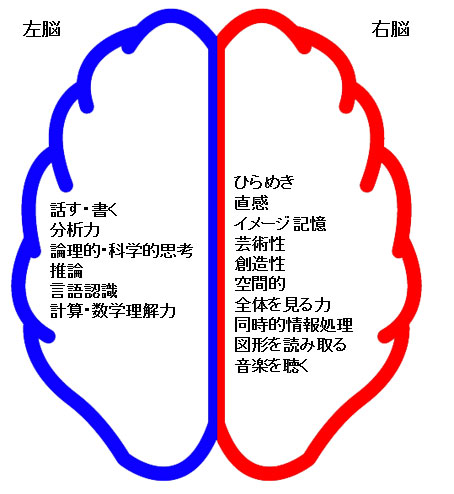 左脳
右脳
話す・書く
分析力
論理的・科学的思考
推論
言語認識
計算・数学理解力
ひらめき
直感
イメージ記憶
芸術性
創造性
空間的
全体を見る力
同時的情報処理
図形を読み取る
音楽を聴く